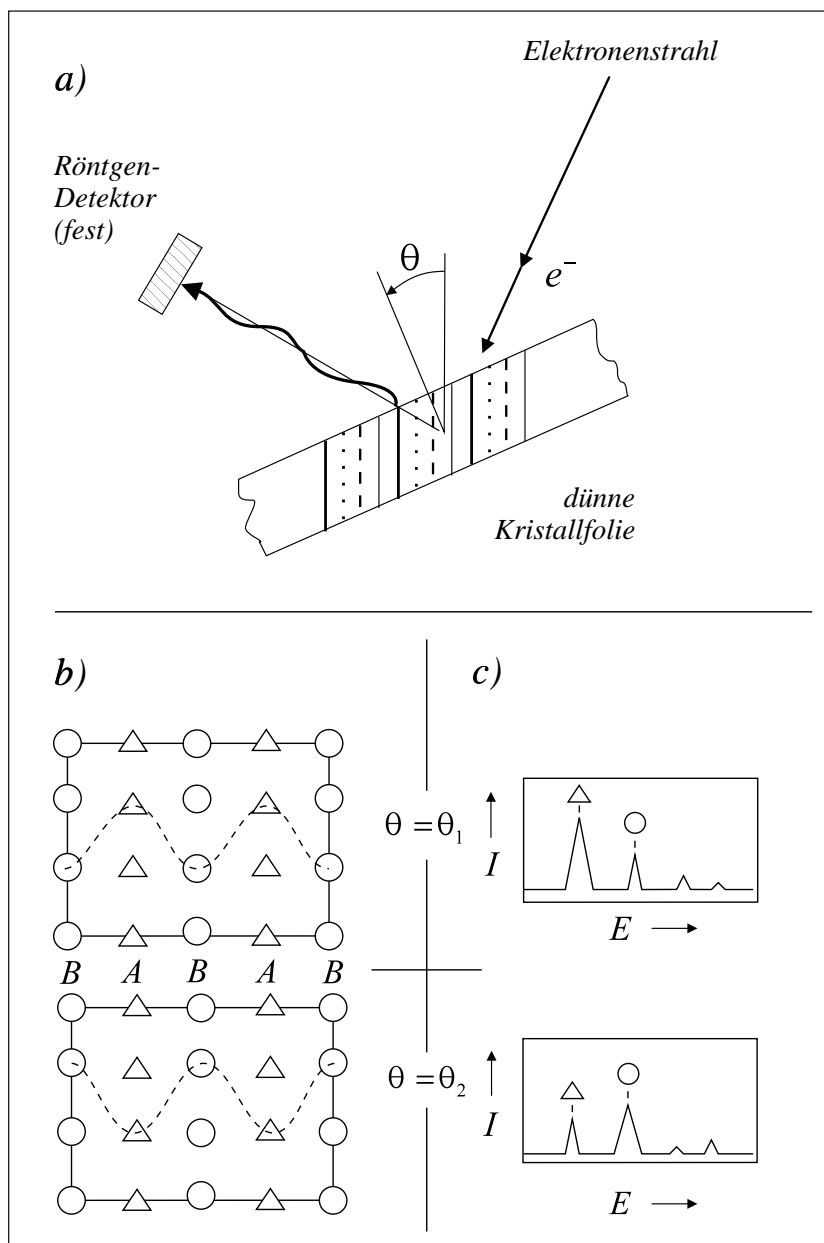 a)
Elektronenstrahl
Röntgen-
Detektor
(fest)
θ
e⁻
dünne
Kristallfolie
b)
c)
θ = θ₁
I
E
B A B A B
θ = θ₂
I
E